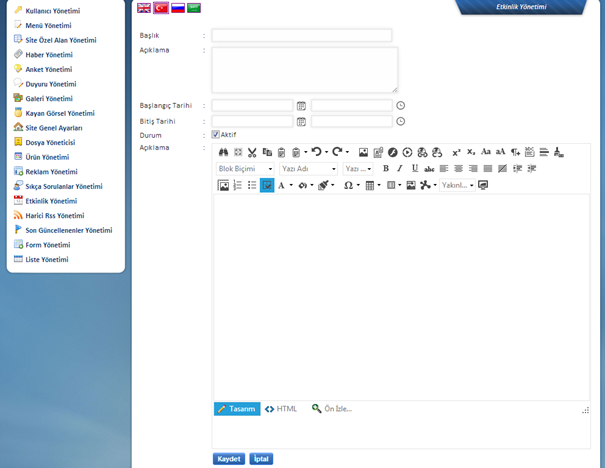 Kullanıcı Yönetimi
Menü Yönetimi
Site Özel Alan Yönetimi
Haber Yönetimi
Anket Yönetimi
Duyuru Yönetimi
Galeri Yönetimi
Kayan Görsel Yönetimi
Site Genel Ayarları
Dosya Yöneticisi
Ürün Yönetimi
Reklam Yönetimi
Sıkça Sorulanlar Yönetimi
Etkinlik Yönetimi
Harici Rss Yönetimi
Son Güncellenenler Yönetimi
Form Yönetimi
Liste Yönetimi
Etkinlik Yönetimi
Başlık :
Açıklama :
Başlangıç Tarihi :
Bitiş Tarihi :
Durum : Aktif
Açıklama :
Blok Biçimi Yazı Adı Yazı ... B I U abc
A Ω Yakınl...
Tasarım HTML Ön İzle...
Kaydet İptal